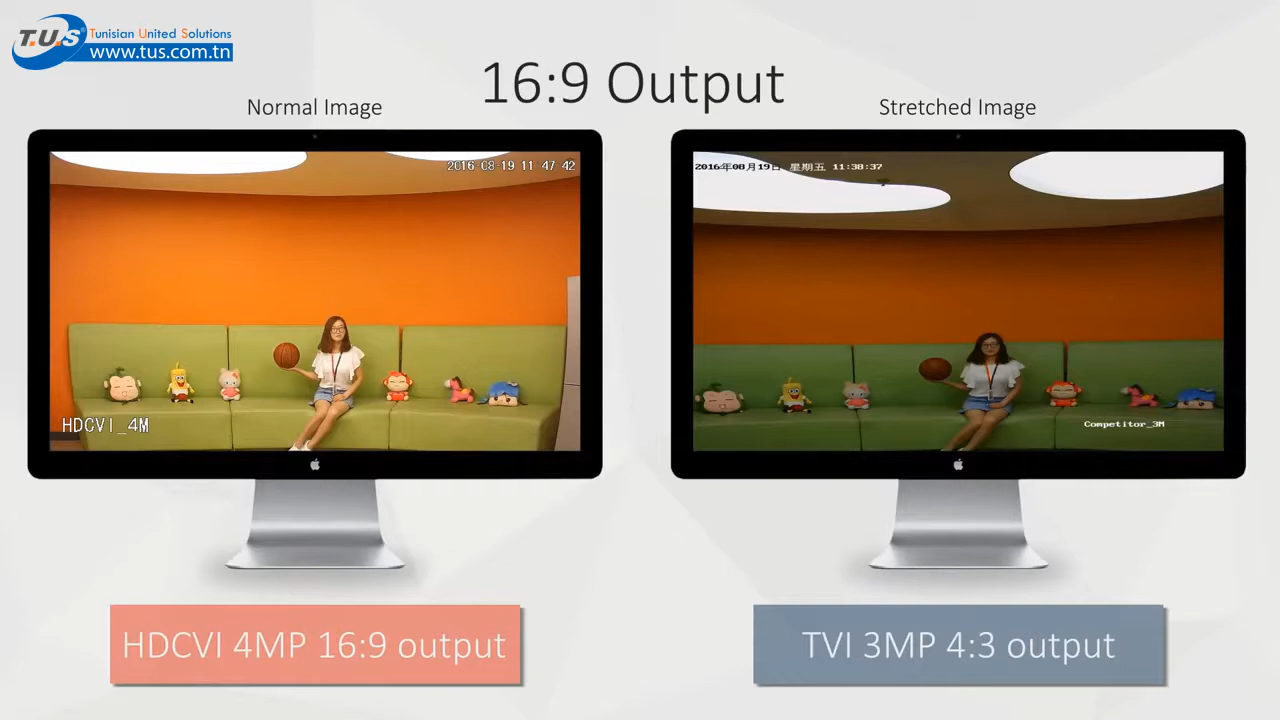 T.U.S
Tunisian United Solutions
www.tus.com.tn
16:9 Output
Normal Image
Stretched Image
2016-08-19 11 47 42
HDCVI_4M
2016年08月19日 星期五 11:38:37
Competitor_3M
HDCVI 4MP 16:9 output
TVI 3MP 4:3 output